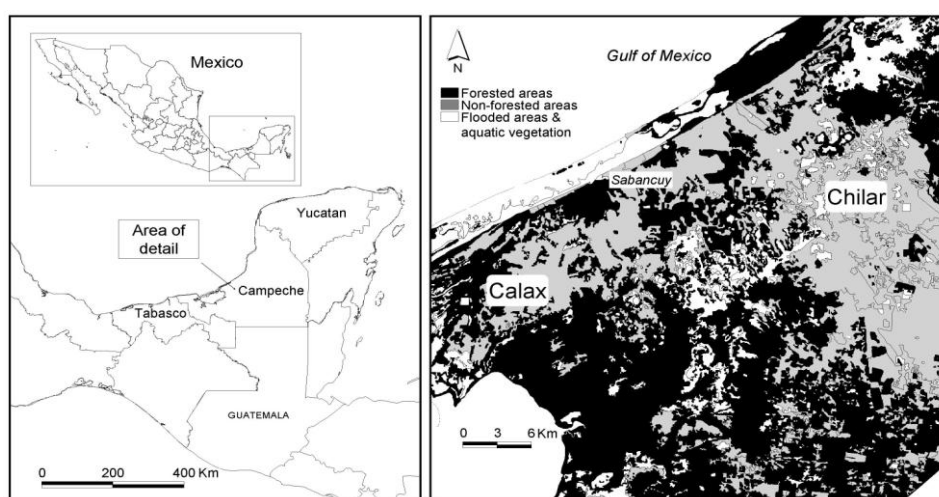 Mexico
Yucatan
Area of
detail
Campeche
Tabasco
GUATEMALA
0 200 400 Km
N
Gulf of Mexico
Forested areas
Non-forested areas
Flooded areas &
aquatic vegetation
Sabancuy
Chilar
Calax
0 3 6 Km